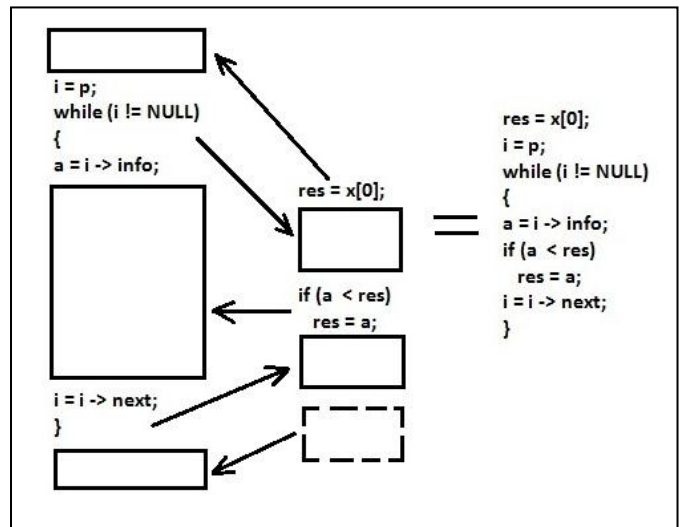 i = p;
while (i != NULL)
{
a = i -> info;
i = i -> next;
}
res = x[0];
if (a < res)
res = a;
=
res = x[0];
i = p;
while (i != NULL)
{
a = i -> info;
if (a < res)
res = a;
i = i -> next;
}